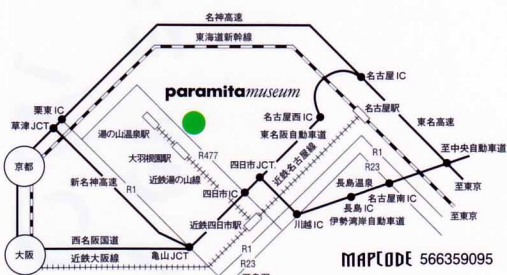 名神高速
東海道新幹線
栗東IC
草津JCT
paramitamuseum
名古屋IC
名古屋駅
名古屋西IC
東名阪自動車道
東名高速
湯の山温泉駅
大羽根園駅
R477
近鉄湯の山線
四日市JCT.
近鉄名古屋線
R1
R23
至中央自動車道
京都
新名神高速
R1
四日市IC
長島温泉
名古屋南IC
至東京
近鉄四日市駅
川越IC
長島IC
伊勢湾岸自動車道
至東京
大阪
西名阪国道
近鉄大阪線
亀山JCT
R1
R23
MAPCODE 566359095